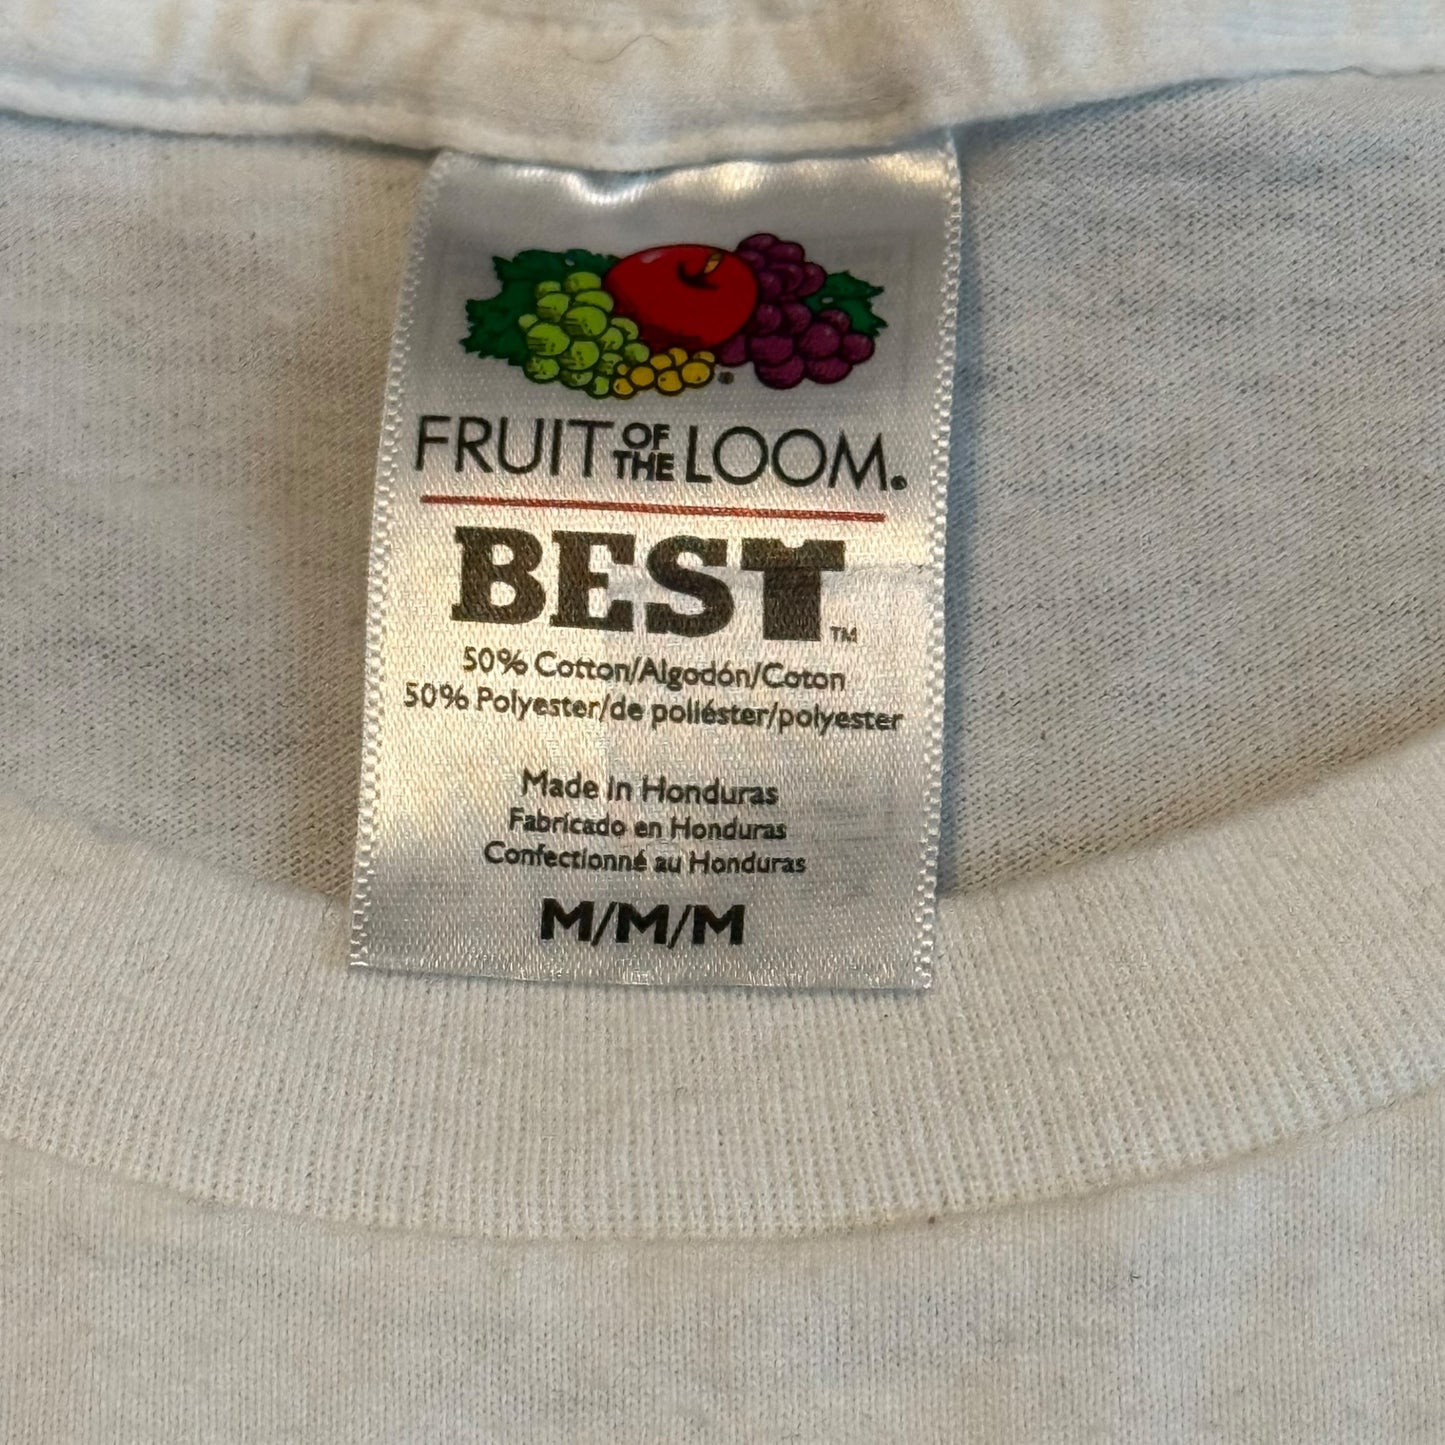 FRUIT OF THE LOOM®
BEST™
50% Cotton/Algodón/Coton
50% Polyester/de poliéster/polyester
Made in Honduras
Fabricado en Honduras
Confectionné au Honduras
M/M/M